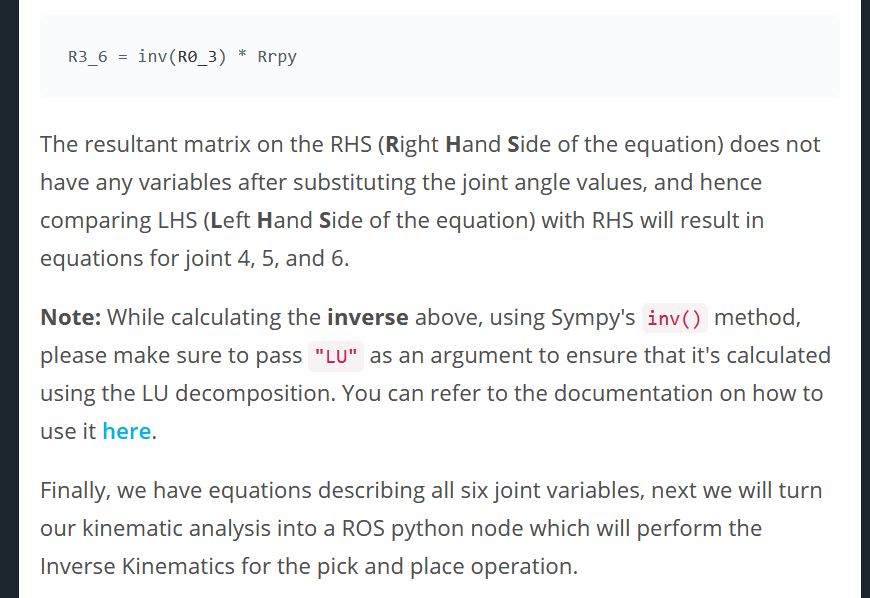 R3_6 = inv(R0_3) * Rrpy
The resultant matrix on the RHS (Right Hand Side of the equation) does not
have any variables after substituting the joint angle values, and hence
comparing LHS (Left Hand Side of the equation) with RHS will result in
equations for joint 4, 5, and 6.
Note: While calculating the inverse above, using Sympy's inv() method,
please make sure to pass "LU" as an argument to ensure that it's calculated
using the LU decomposition. You can refer to the documentation on how to
use it here.
Finally, we have equations describing all six joint variables, next we will turn
our kinematic analysis into a ROS python node which will perform the
Inverse Kinematics for the pick and place operation.